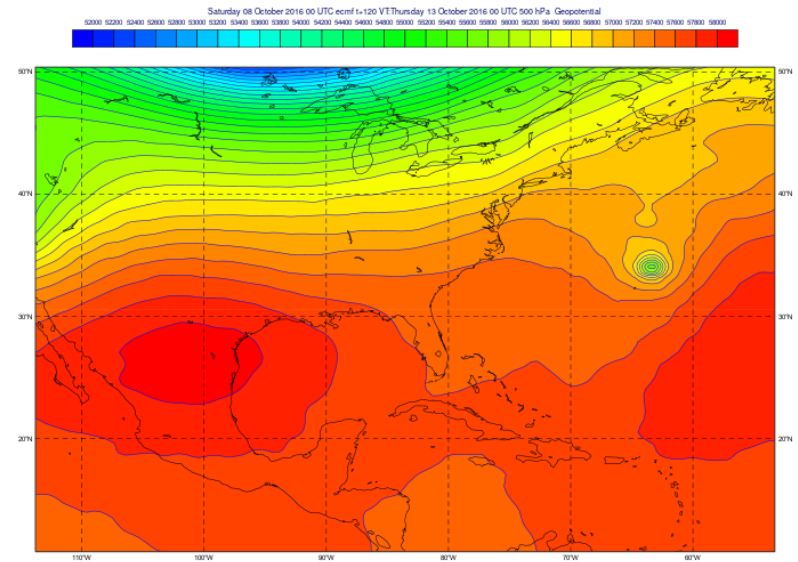 Saturday 08 October 2016 00 UTC ecmf t+120 VT:Thursday 13 October 2016 00 UTC 500 hPa Geopotential
52000 52200 52400 52600 52800 53000 53200 53400 53600 53800 54000 54200 54400 54600 54800 55000 55200 55400 55600 55800 56000 56200 56400 56600 56800 57000 57200 57400 57600 57800 58000
50°N 50°N
40°N 40°N
30°N 30°N
20°N 20°N
110°W 100°W 90°W 80°W 70°W 60°W